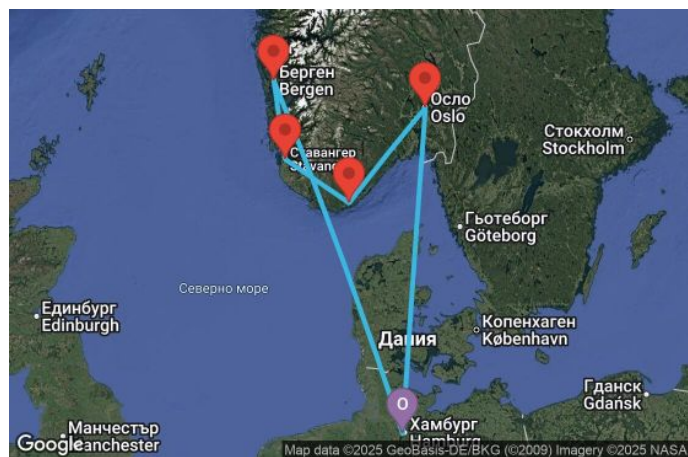 Берген
Bergen
Осло
Oslo
Ставангер
Стокхолм
Stockholm
Гьотеборг
Göteborg
Северно море
Единбург
Edinburgh
Копенхаген
København
Дания
Гданск
Gdańsk
O
Хамбург
Hamburg
Манчестър
Google
Map data ©2025 GeoBasis-DE/BKG (©2009) Imagery ©2025 NASA